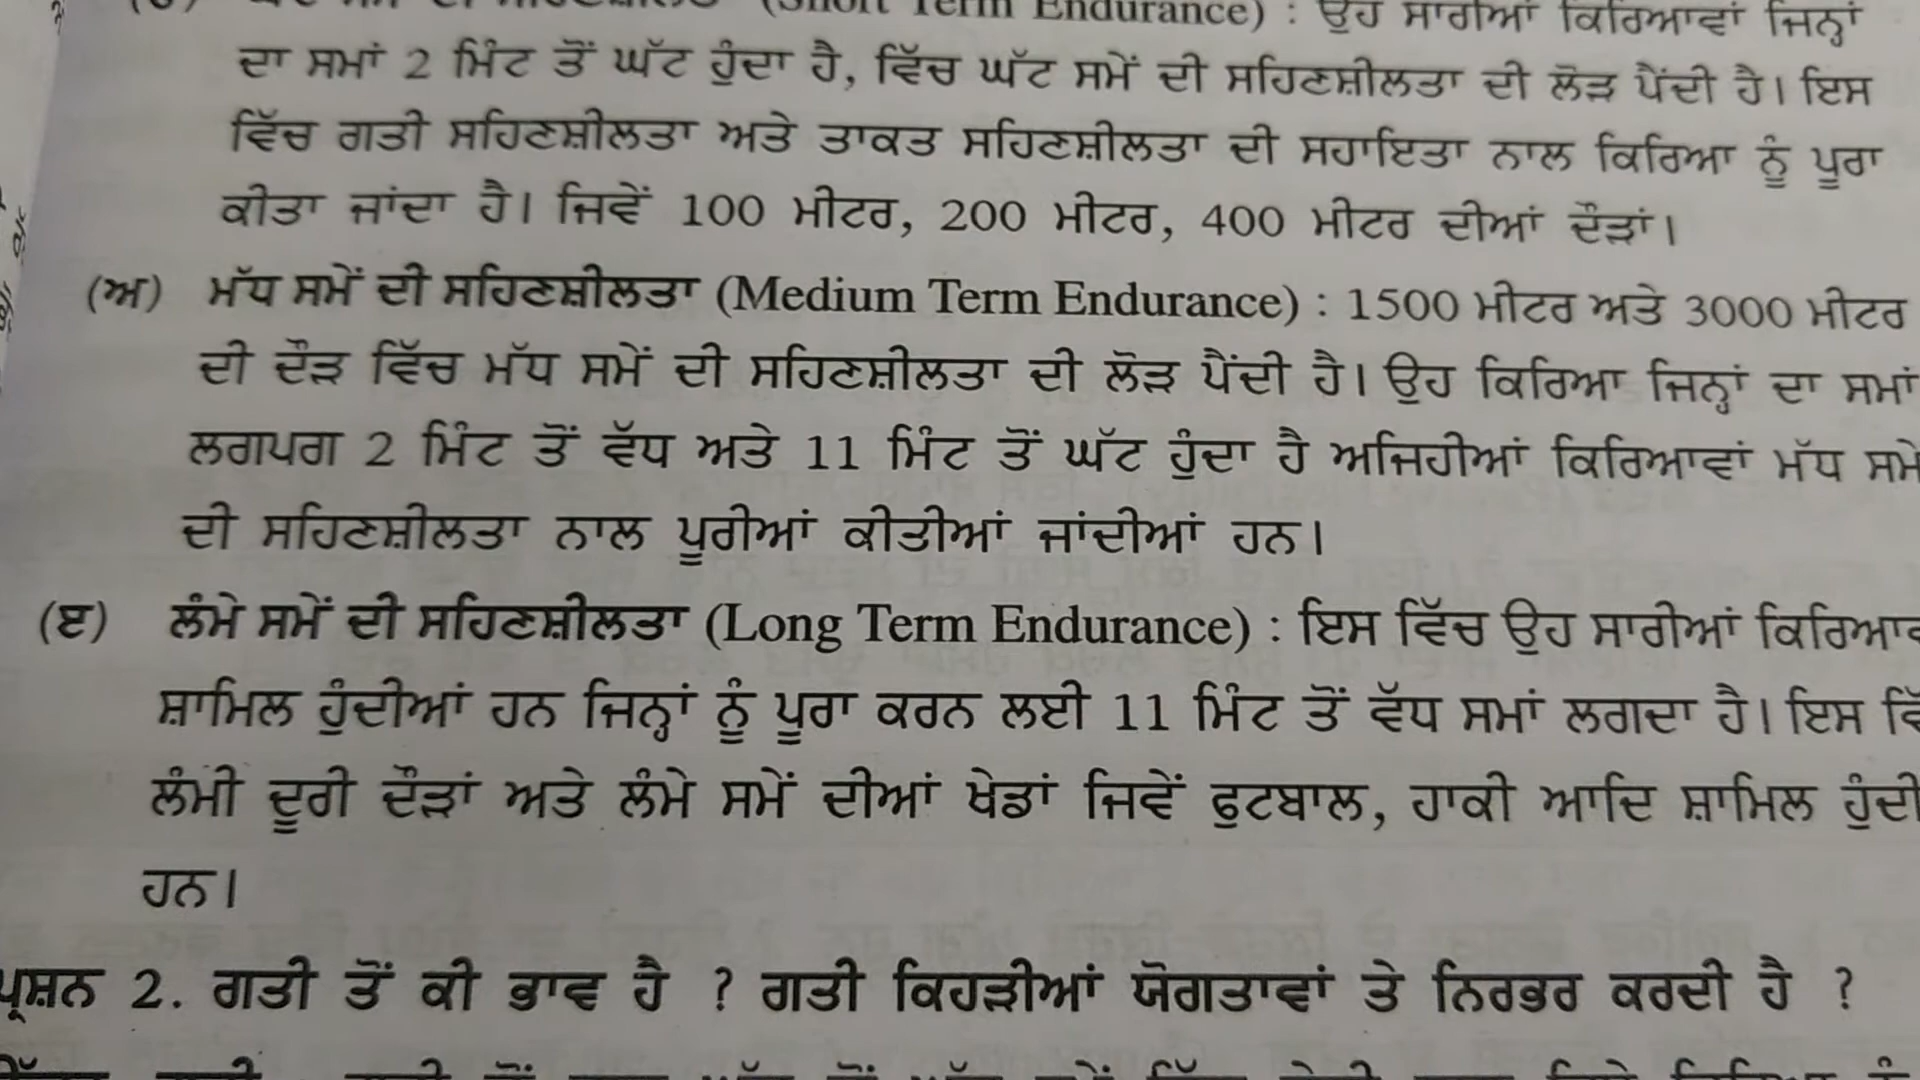 (Short Term Endurance) : ਉਹ ਸਾਰੀਆਂ ਕਿਰਿਆਵਾਂ ਜਿਨ੍ਹਾਂ
ਦਾ ਸਮਾਂ 2 ਮਿੰਟ ਤੋਂ ਘੱਟ ਹੁੰਦਾ ਹੈ, ਵਿੱਚ ਘੱਟ ਸਮੇਂ ਦੀ ਸਹਿਣਸ਼ੀਲਤਾ ਦੀ ਲੋੜ ਪੈਂਦੀ ਹੈ। ਇਸ
ਵਿੱਚ ਗਤੀ ਸਹਿਣਸ਼ੀਲਤਾ ਅਤੇ ਤਾਕਤ ਸਹਿਣਸ਼ੀਲਤਾ ਦੀ ਸਹਾਇਤਾ ਨਾਲ ਕਿਰਿਆ ਨੂੰ ਪੂਰਾ
ਕੀਤਾ ਜਾਂਦਾ ਹੈ। ਜਿਵੇਂ 100 ਮੀਟਰ, 200 ਮੀਟਰ, 400 ਮੀਟਰ ਦੀਆਂ ਦੌੜਾਂ।
(ਅ) ਮੱਧ ਸਮੇਂ ਦੀ ਸਹਿਣਸ਼ੀਲਤਾ (Medium Term Endurance) : 1500 ਮੀਟਰ ਅਤੇ 3000 ਮੀਟਰ
ਦੀ ਦੌੜ ਵਿੱਚ ਮੱਧ ਸਮੇਂ ਦੀ ਸਹਿਣਸ਼ੀਲਤਾ ਦੀ ਲੋੜ ਪੈਂਦੀ ਹੈ। ਉਹ ਕਿਰਿਆ ਜਿਨ੍ਹਾਂ ਦਾ ਸਮਾਂ
ਲਗਪਗ 2 ਮਿੰਟ ਤੋਂ ਵੱਧ ਅਤੇ 11 ਮਿੰਟ ਤੋਂ ਘੱਟ ਹੁੰਦਾ ਹੈ ਅਜਿਹੀਆਂ ਕਿਰਿਆਵਾਂ ਮੱਧ ਸਮੇਂ
ਦੀ ਸਹਿਣਸ਼ੀਲਤਾ ਨਾਲ ਪੂਰੀਆਂ ਕੀਤੀਆਂ ਜਾਂਦੀਆਂ ਹਨ।
(ੲ) ਲੰਮੇ ਸਮੇਂ ਦੀ ਸਹਿਣਸ਼ੀਲਤਾ (Long Term Endurance) : ਇਸ ਵਿੱਚ ਉਹ ਸਾਰੀਆਂ
ਸ਼ਾਮਿਲ ਹੁੰਦੀਆਂ ਹਨ ਜਿਨ੍ਹਾਂ ਨੂੰ ਪੂਰਾ ਕਰਨ ਲਈ 11 ਮਿੰਟ ਤੋਂ ਵੱਧ ਸਮਾਂ ਲਗਦਾ ਹੈ। ਇਸ
ਲੰਮੀ ਦੂਰੀ ਦੌੜਾਂ ਅਤੇ ਲੰਮੇ ਸਮੇਂ ਦੀਆਂ ਖੇਡਾਂ ਜਿਵੇਂ ਫੁਟਬਾਲ, ਹਾਕੀ ਆਦਿ ਸ਼ਾਮਿਲ
ਹਨ।
ਪ੍ਰਸ਼ਨ 2. ਗਤੀ ਤੋਂ ਕੀ ਭਾਵ ਹੈ ? ਗਤੀ ਕਿਹੜੀਆਂ ਯੋਗਤਾਵਾਂ ਤੇ ਨਿਰਭਰ ਕਰਦੀ ਹੈ ?